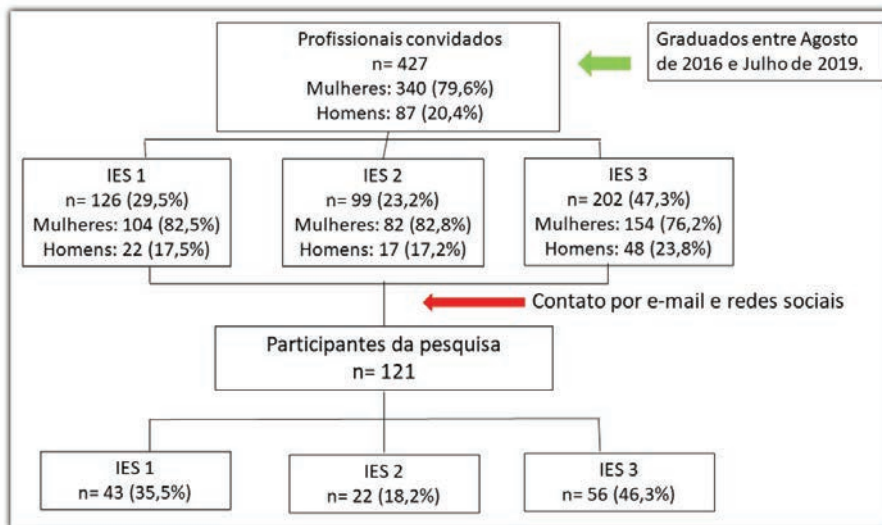 Profissionais convidados
n= 427
Mulheres: 340 (79,6%)
Homens: 87 (20,4%)
Graduados entre Agosto
de 2016 e Julho de 2019.
IES 1
n= 126 (29,5%)
Mulheres: 104 (82,5%)
Homens: 22 (17,5%)
IES 2
n= 99 (23,2%)
Mulheres: 82 (82,8%)
Homens: 17 (17,2%)
IES 3
n= 202 (47,3%)
Mulheres: 154 (76,2%)
Homens: 48 (23,8%)
Contato por e-mail e redes sociais
Participantes da pesquisa
n= 121
IES 1
n= 43 (35,5%)
IES 2
n= 22 (18,2%)
IES 3
n= 56 (46,3%)